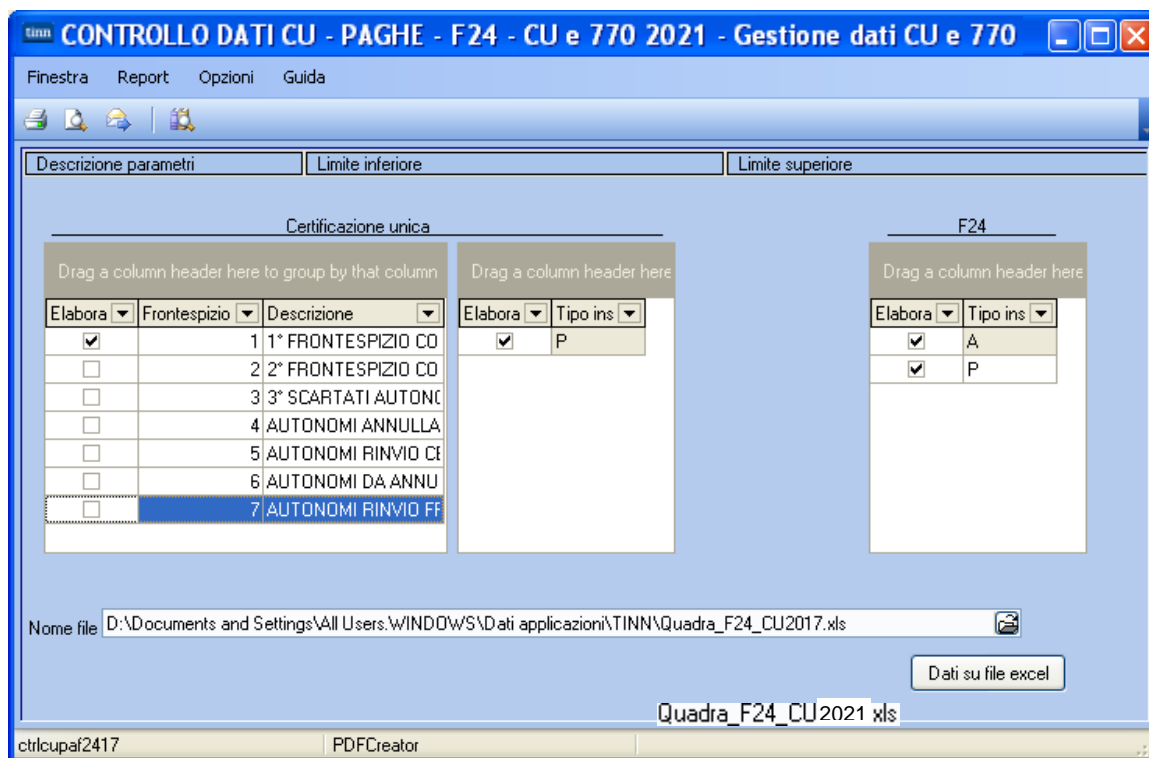 tinn CONTROLLO DATI CU - PAGHE - F24 - CU e 770 2021 - Gestione dati CU e 770
Finestra Report Opzioni Guida
Descrizione parametri Limite inferiore Limite superiore
Certificazione unica F24
Drag a column header here to group by that column Drag a column header here Drag a column header here
Elabora Frontespizio Descrizione Elabora Tipo ins Elabora Tipo ins
1 1° FRONTESPIZIO CO P A
2 2° FRONTESPIZIO CO P
3 3° SCARTATI AUTONO
4 AUTONOMI ANNULLA
5 AUTONOMI RINVIO CE
6 AUTONOMI DA ANNU
7 AUTONOMI RINVIO FF
Nome file D:\Documents and Settings\All Users.WINDOWS\Dati applicazioni\TINN\Quadra_F24_CU2017.xls
Dati su file excel
Quadra_F24_CU2021 xls
ctrlcupaf2417 PDFCreator